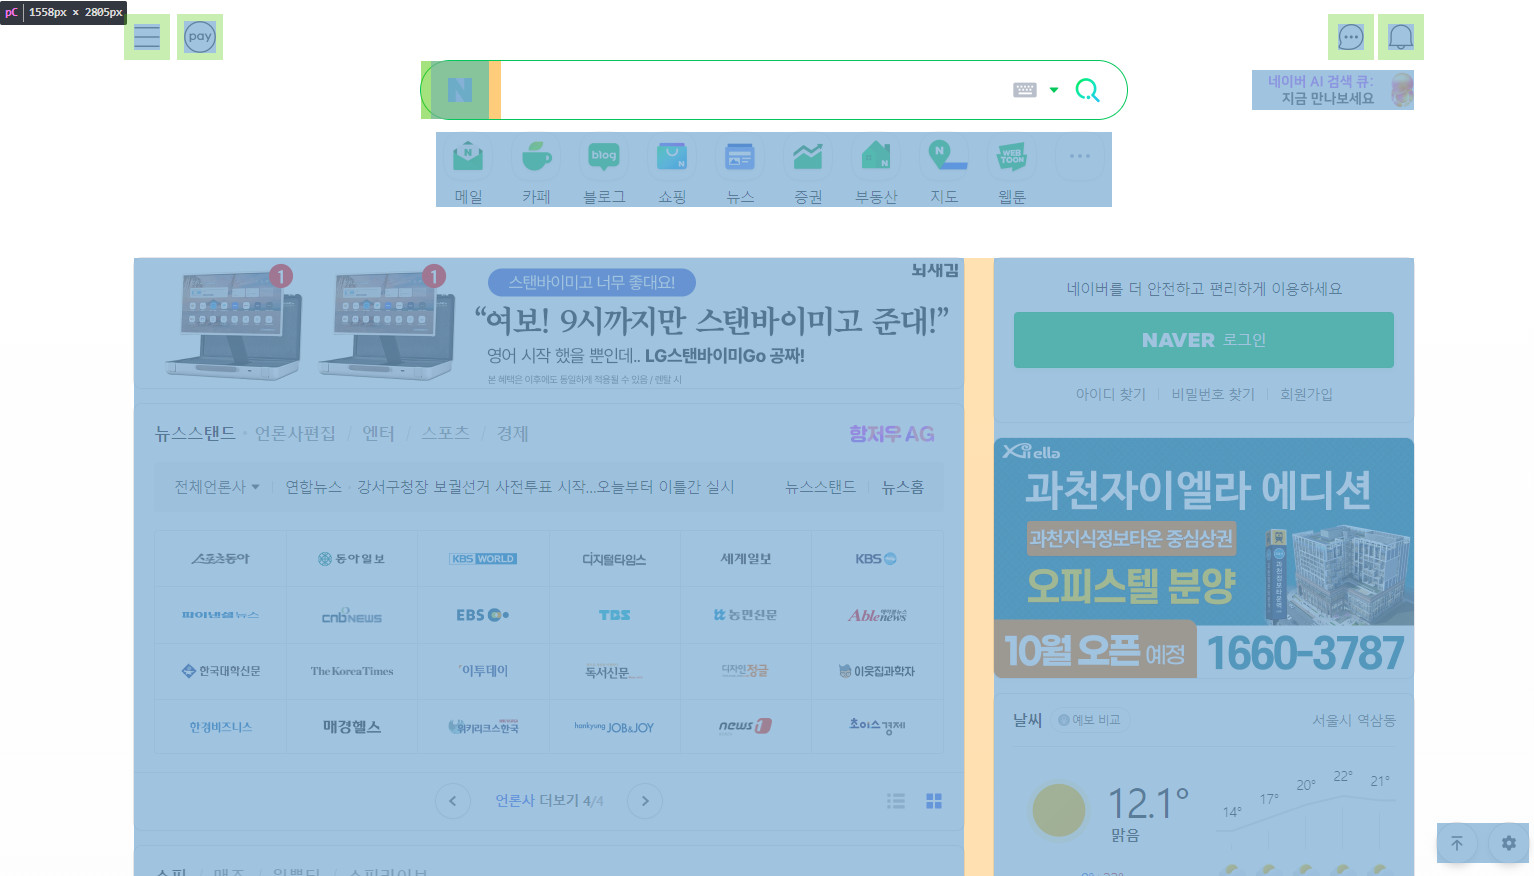 pC 1558px × 2805px
pay
N
네이버 AI 검색 큐:
지금 만나보세요
blog
WEB TOON
메일 카페 블로그 쇼핑 뉴스 증권 부동산 지도 웹툰
1 1
스탠바이미고 너무 좋대요!
뇌새김
“여보! 9시까지만 스탠바이미고 준대!”
영어 시작 했을 뿐인데.. LG스탠바이미Go 공짜!
본 혜택은 이후에도 동일하게 적용될 수 있음 / 렌탈 시
네이버를 더 안전하고 편리하게 이용하세요
NAVER 로그인
아이디 찾기 비밀번호 찾기 회원가입
뉴스스탠드 · 언론사편집 / 엔터 / 스포츠 / 경제
항저우 AG
전체언론사 연합뉴스 · 강서구청장 보궐선거 사전투표 시작...오늘부터 이틀간 실시 뉴스스탠드 뉴스홈
스포츠동아 동아일보 KBS WORLD 디지털타임스 세계일보 KBS
파이낸셜뉴스 cnbNEWS EBS TBS 농민신문 Ablenews
한국대학신문 The Korea Times 이투데이 독서신문 디자인정글 이웃집과학자
한경비즈니스 매경헬스 위키리크스한국 hankyung JOB&JOY news1 초이스경제
언론사 더보기 4/4
Xiella
과천자이엘라 에디션
과천지식정보타운 중심상권
오피스텔 분양
10월 오픈 예정 1660-3787
날씨 예보 비교 서울시 역삼동
12.1°
맑음
14° 17° 20° 22° 21°
쇼핑 / 맨즈 / 원쁠딜 / 쇼핑라이브